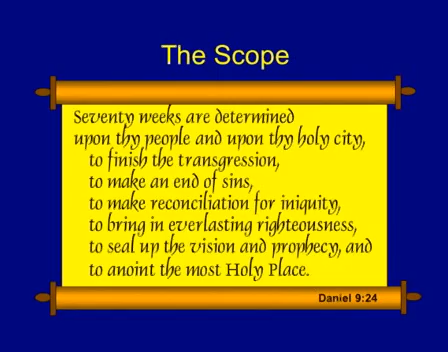 The Scope
Seventy weeks are determined
upon thy people and upon thy holy city,
to finish the transgression,
to make an end of sins,
to make reconciliation for iniquity,
to bring in everlasting righteousness,
to seal up the vision and prophecy, and
to anoint the most Holy Place.
Daniel 9:24